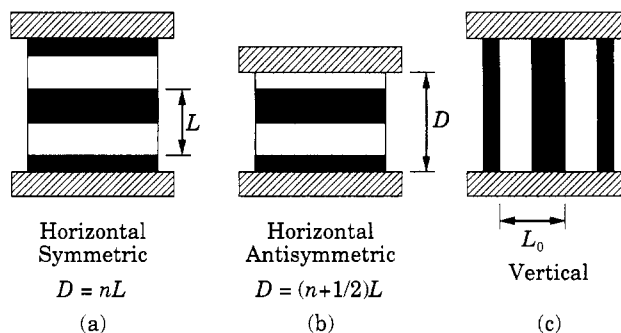 L
D
L₀
Horizontal
Symmetric
D = nL
(a)
Horizontal
Antisymmetric
D = (n+1/2)L
(b)
Vertical
(c)